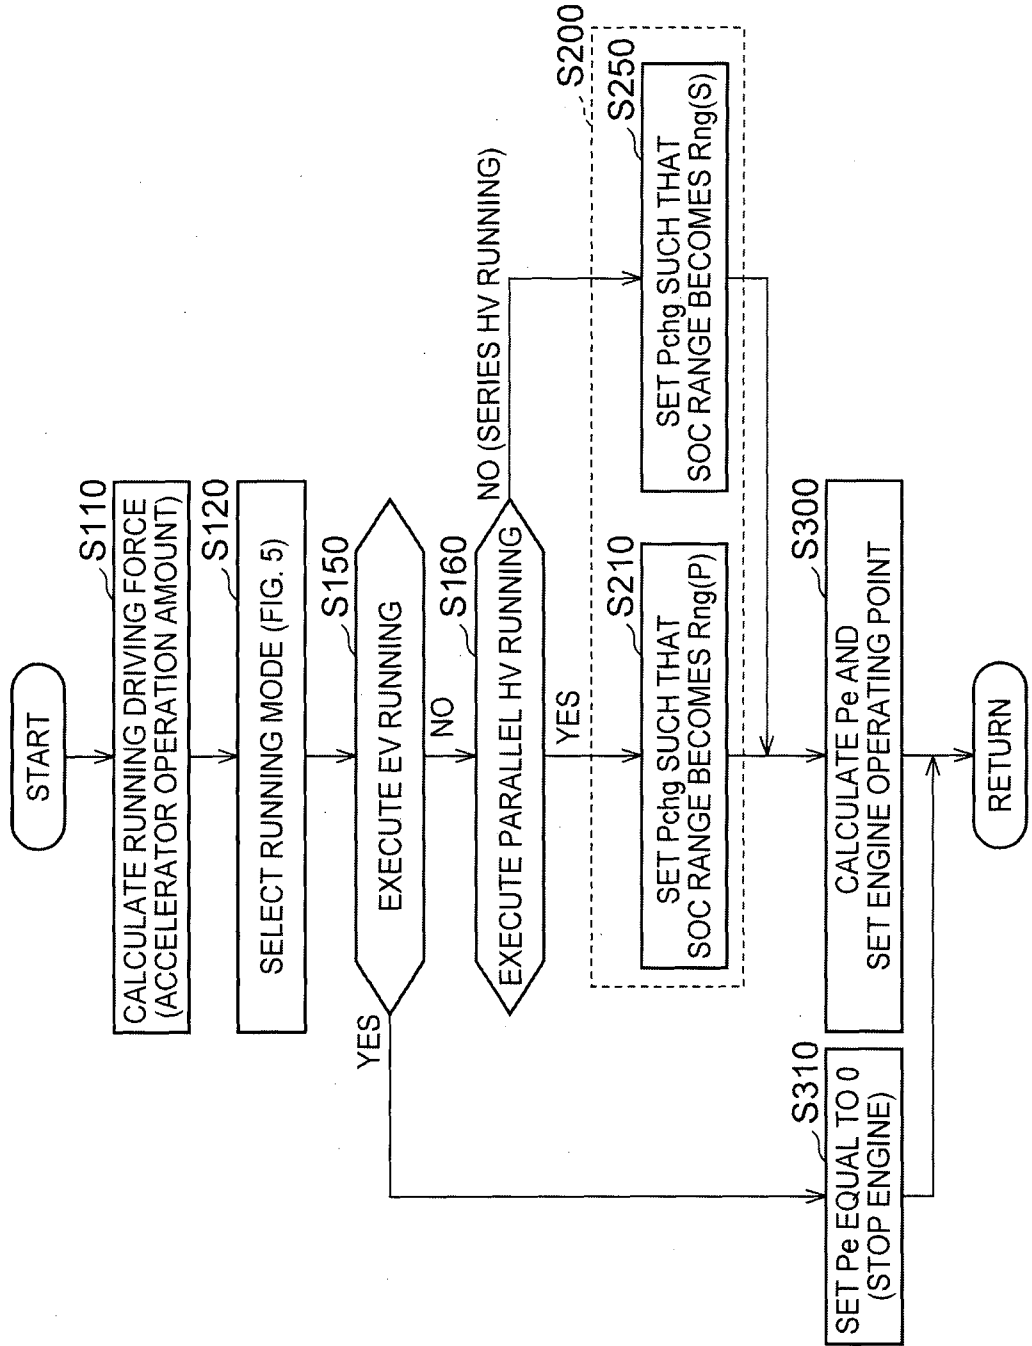 START
S110
CALCULATE RUNNING DRIVING FORCE
(ACCELERATOR OPERATION AMOUNT)
S120
SELECT RUNNING MODE (FIG. 5)
S150
EXECUTE EV RUNNING
YES
NO
S160
EXECUTE PARALLEL HV RUNNING
NO (SERIES HV RUNNING)
YES
S200
S210
SET Pchg SUCH THAT
SOC RANGE BECOMES Rng(P)
S250
SET Pchg SUCH THAT
SOC RANGE BECOMES Rng(S)
S310
SET Pe EQUAL TO 0
(STOP ENGINE)
S300
CALCULATE Pe AND
SET ENGINE OPERATING POINT
RETURN